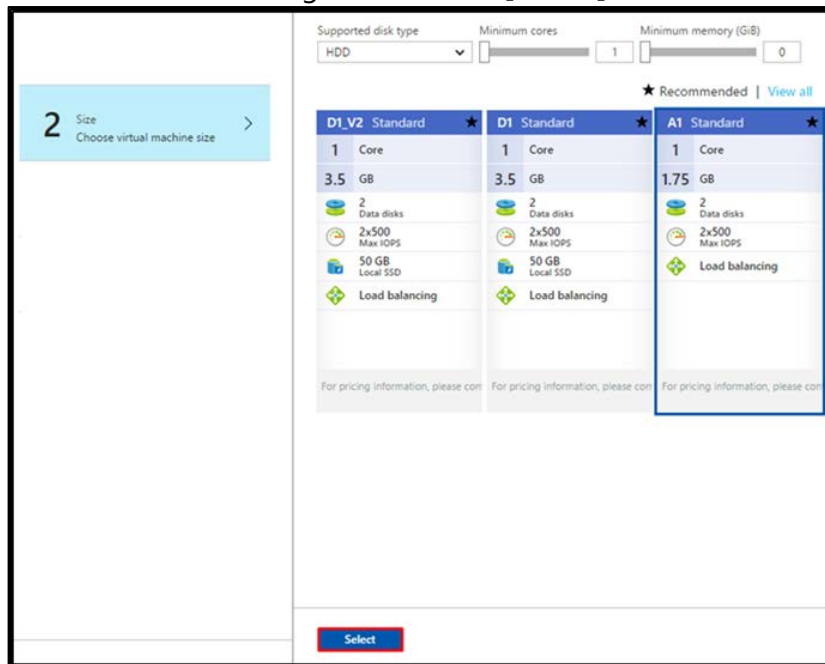 Supported disk type
Minimum cores
Minimum memory (GiB)
HDD
1
0
★ Recommended | View all
2
Size
Choose virtual machine size
D1_V2 Standard
1 Core
3.5 GB
2
Data disks
2x500
Max IOPS
50 GB
Local SSD
Load balancing
For pricing information, please con
D1 Standard
1 Core
3.5 GB
2
Data disks
2x500
Max IOPS
50 GB
Local SSD
Load balancing
For pricing information, please con
A1 Standard
1 Core
1.75 GB
2
Data disks
2x500
Max IOPS
Load balancing
For pricing information, please con
Select